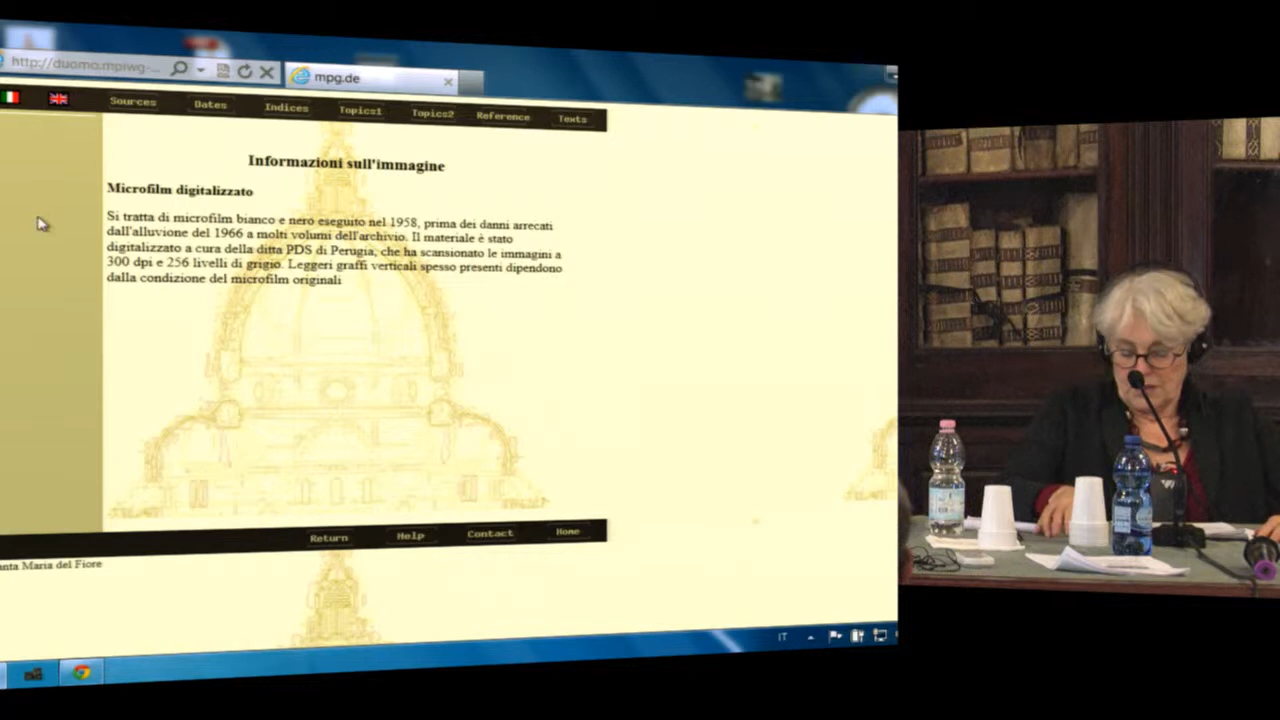 http://duomo.mpiwg-...
mpg.de
Sources Dates Indices Topics1 Topics2 Reference Texts
Informazioni sull'immagine
Microfilm digitalizzato
Si tratta di microfilm bianco e nero eseguito nel 1958, prima dei danni arrecati
dall'alluvione del 1966 a molti volumi dell'archivio. Il materiale è stato
digitalizzato a cura della ditta PDS di Perugia, che ha scansionato le immagini a
300 dpi e 256 livelli di grigio. Leggeri graffi verticali spesso presenti dipendono
dalla condizione del microfilm originali
Return Help Contact Home
anta Maria del Fiore
IT